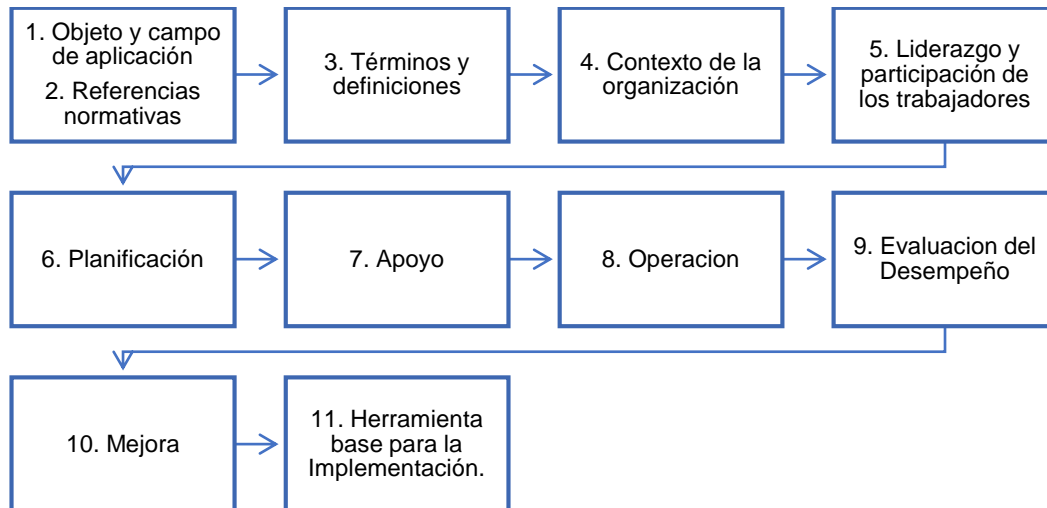 1. Objeto y campo
de aplicación
2. Referencias
normativas
3. Términos y
definiciones
4. Contexto de la
organización
5. Liderazgo y
participación de
los trabajadores
6. Planificación
7. Apoyo
8. Operacion
9. Evaluacion del
Desempeño
10. Mejora
11. Herramienta
base para la
Implementación.